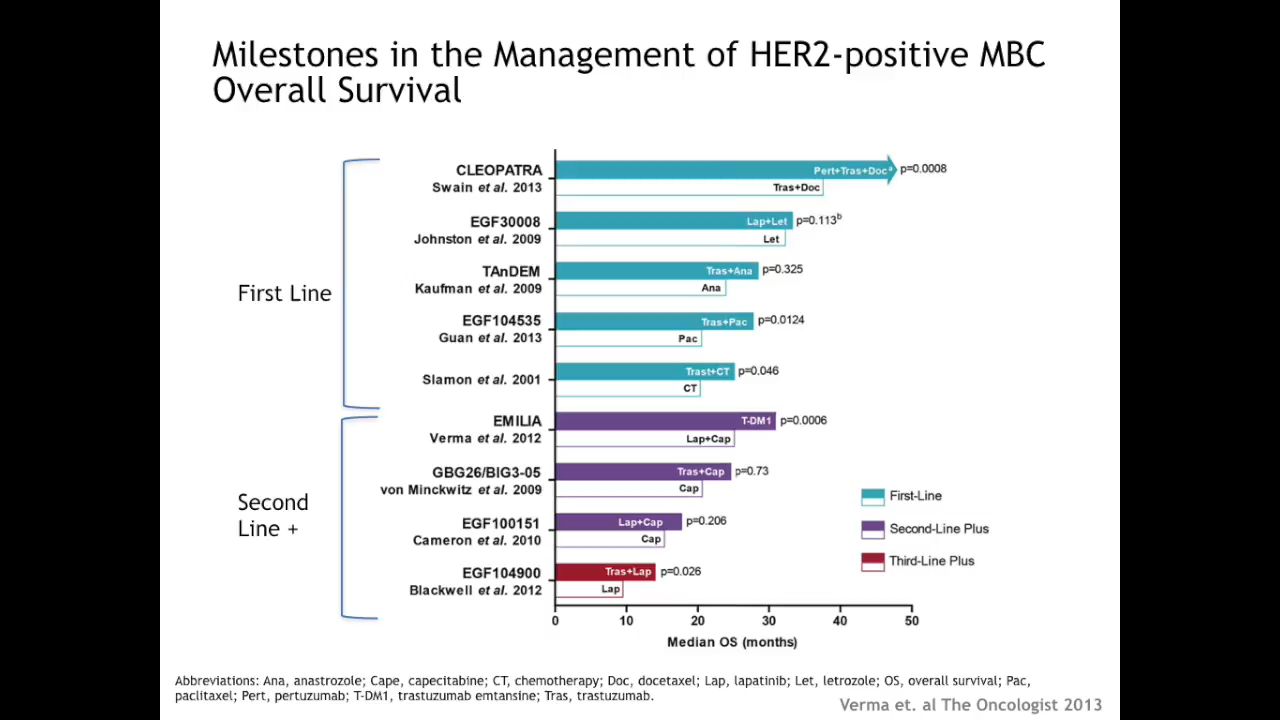 Milestones in the Management of HER2-positive MBC
Overall Survival
First Line
CLEOPATRA
Swain et al. 2013
Pert+Tras+Docᵃ
p=0.0008
Tras+Doc
EGF30008
Johnston et al. 2009
Lap+Let
p=0.113ᵇ
Let
TAnDEM
Kaufman et al. 2009
Tras+Ana
p=0.325
Ana
EGF104535
Guan et al. 2013
Tras+Pac
p=0.0124
Pac
Slamon et al. 2001
Trast+CT
p=0.046
CT
Second
Line +
EMILIA
Verma et al. 2012
T-DM1
p=0.0006
Lap+Cap
GBG26/BIG3-05
von Minckwitz et al. 2009
Tras+Cap
p=0.73
Cap
EGF100151
Cameron et al. 2010
Lap+Cap
p=0.206
Cap
EGF104900
Blackwell et al. 2012
Tras+Lap
p=0.026
Lap
First-Line
Second-Line Plus
Third-Line Plus
0 10 20 30 40 50
Median OS (months)
Abbreviations: Ana, anastrozole; Cape, capecitabine; CT, chemotherapy; Doc, docetaxel; Lap, lapatinib; Let, letrozole; OS, overall survival; Pac,
paclitaxel; Pert, pertuzumab; T-DM1, trastuzumab emtansine; Tras, trastuzumab.
Verma et. al The Oncologist 2013